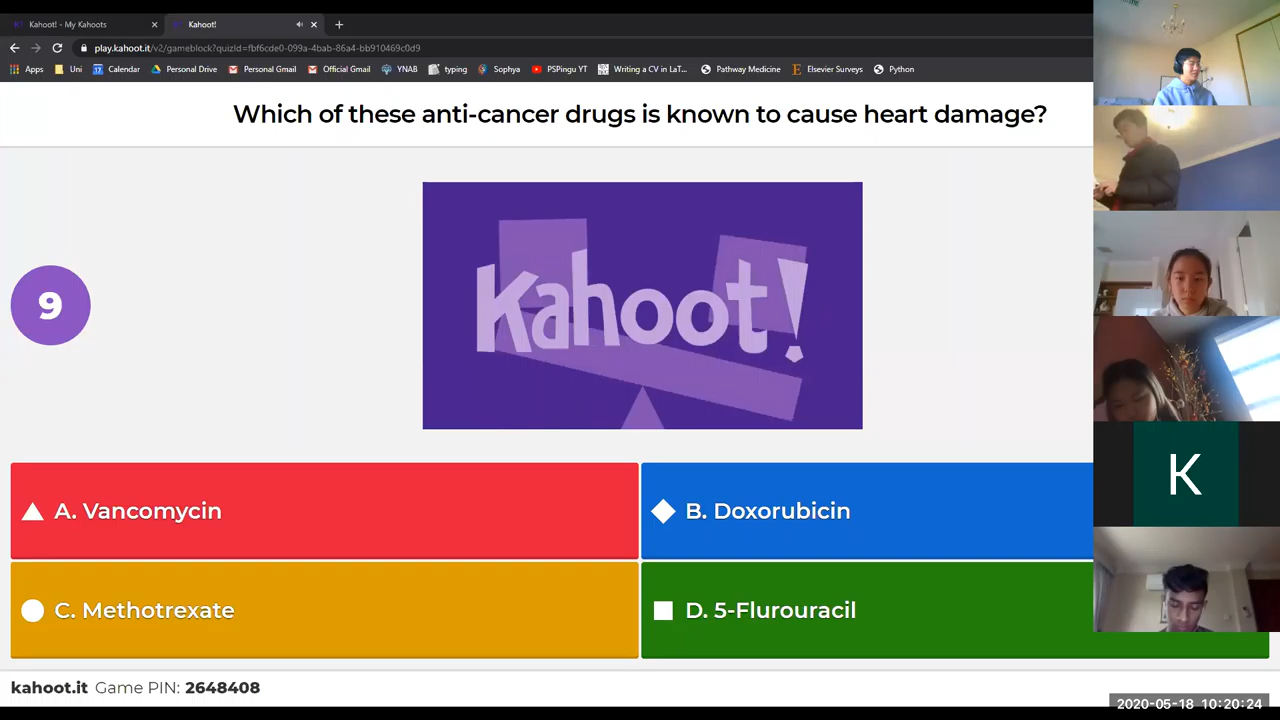 Kahoot! - My Kahoots
Kahoot!
play.kahoot.it/v2/gameblock?quizId=fbf6cde0-099a-4bab-86a4-bb910469c0d9
Apps Uni Calendar Personal Drive Personal Gmail Official Gmail YNAB typing Sophya PSPingu YT Writing a CV in LaT... Pathway Medicine Elsevier Surveys Python
Which of these anti-cancer drugs is known to cause heart damage?
9
Kahoot!
A. Vancomycin
B. Doxorubicin
C. Methotrexate
D. 5-Flurouracil
K
kahoot.it Game PIN: 2648408
2020-05-18 10:20:24